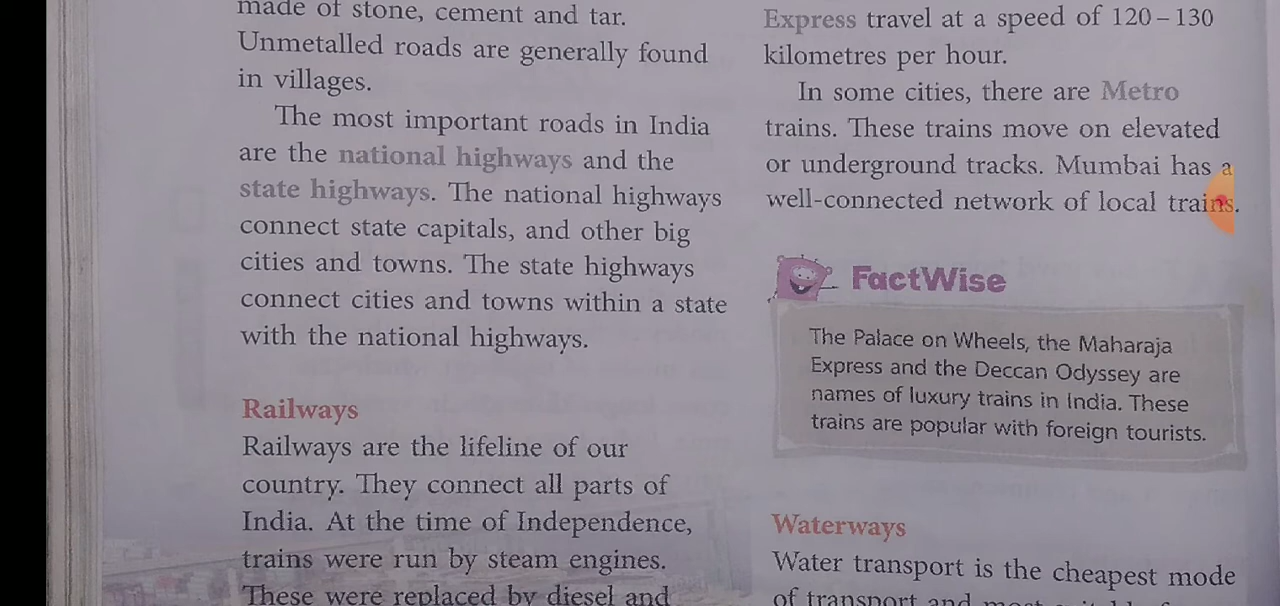 made of stone, cement and tar.
Unmetalled roads are generally found
in villages.
The most important roads in India
are the national highways and the
state highways. The national highways
connect state capitals, and other big
cities and towns. The state highways
connect cities and towns within a state
with the national highways.
Railways
Railways are the lifeline of our
country. They connect all parts of
India. At the time of Independence,
trains were run by steam engines.
These were replaced by diesel and
Express travel at a speed of 120 – 130
kilometres per hour.
In some cities, there are Metro
trains. These trains move on elevated
or underground tracks. Mumbai has a
well-connected network of local trains.
FactWise
The Palace on Wheels, the Maharaja
Express and the Deccan Odyssey are
names of luxury trains in India. These
trains are popular with foreign tourists.
Waterways
Water transport is the cheapest mode
of transport and most